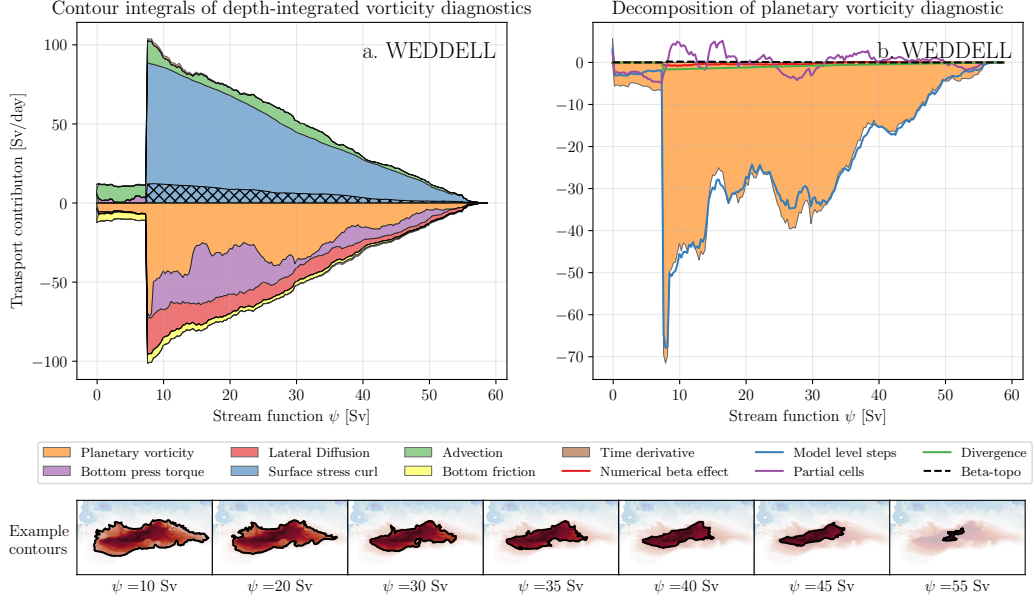 Contour integrals of depth-integrated vorticity diagnostics
Decomposition of planetary vorticity diagnostic
a. WEDDELL
b. WEDDELL
Transport contributon [Sv/day]
100
50
0
−50
−100
0
10
20
30
40
50
60
Stream function ψ [Sv]
0
−10
−20
−30
−40
−50
−60
−70
0
10
20
30
40
50
60
Stream function ψ [Sv]
Planetary vorticity
Lateral Diffusion
Advection
Time derivative
Model level steps
Divergence
Bottom press torque
Surface stress curl
Bottom friction
Numerical beta effect
Partial cells
Beta-topo
Example
contours
ψ =10 Sv
ψ =20 Sv
ψ =30 Sv
ψ =35 Sv
ψ =40 Sv
ψ =45 Sv
ψ =55 Sv